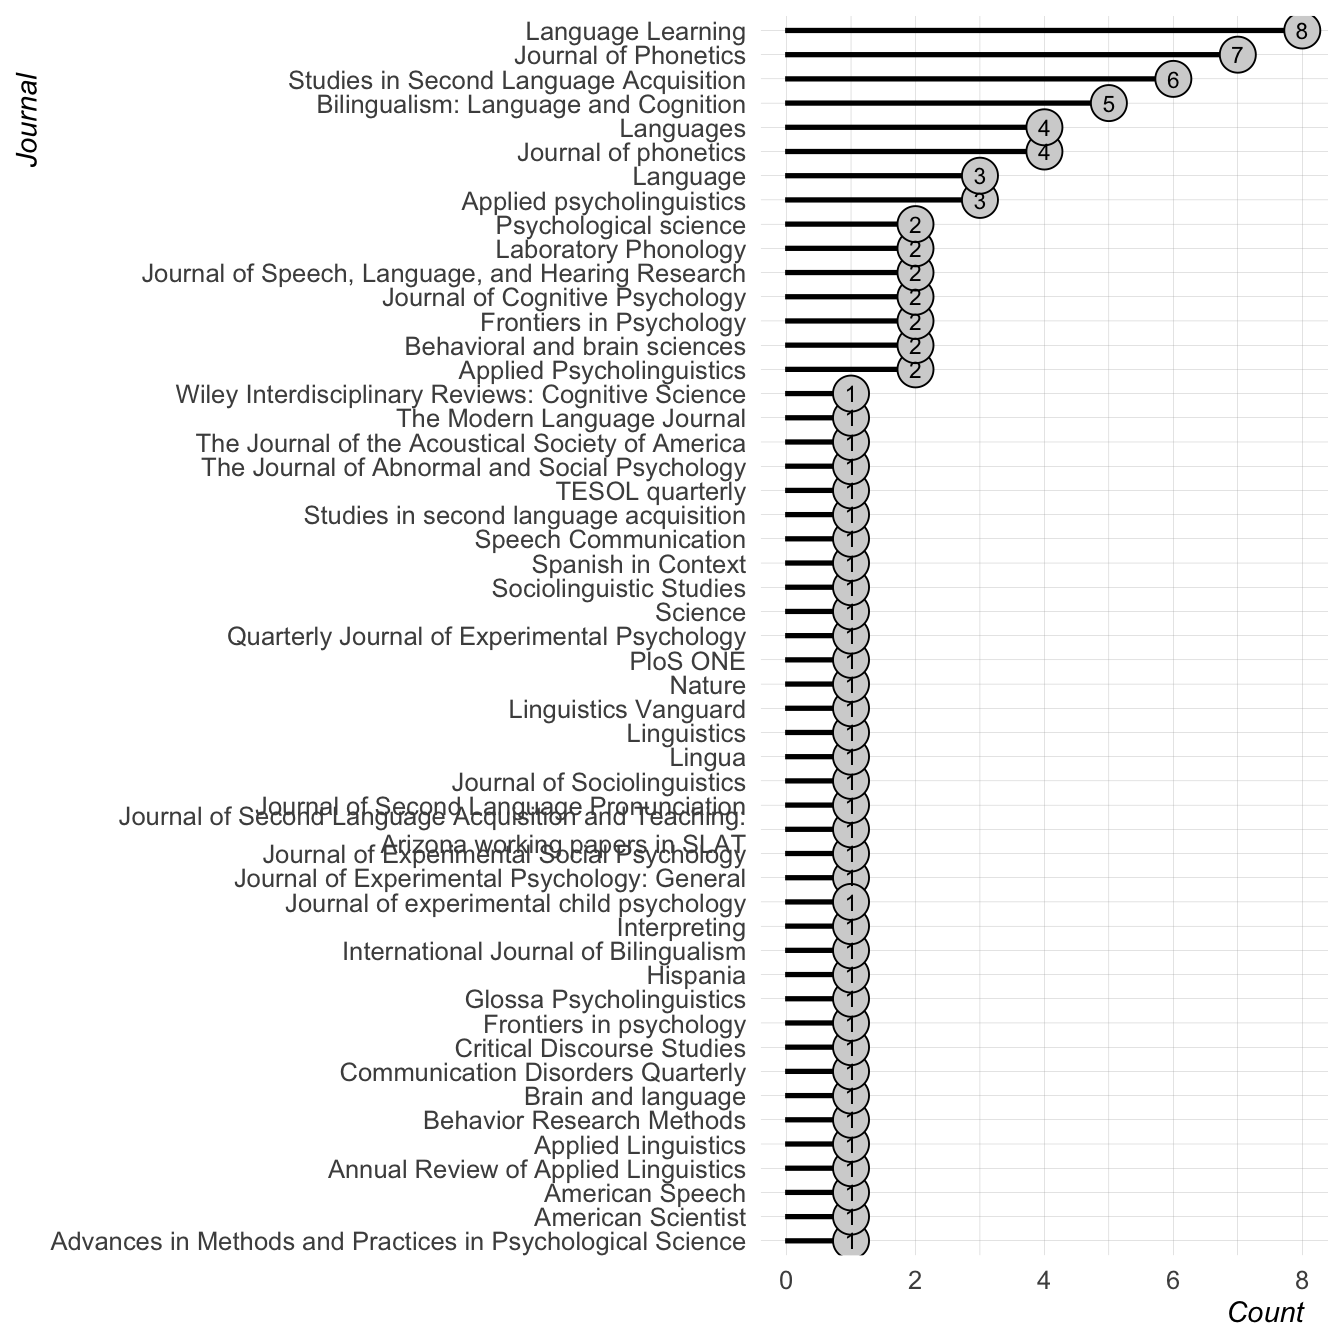 Journal
Language Learning 8
Journal of Phonetics 7
Studies in Second Language Acquisition 6
Bilingualism: Language and Cognition 5
Languages 4
Journal of phonetics 4
Language 3
Applied psycholinguistics 3
Psychological science 2
Laboratory Phonology 2
Journal of Speech, Language, and Hearing Research 2
Journal of Cognitive Psychology 2
Frontiers in Psychology 2
Behavioral and brain sciences 2
Applied Psycholinguistics 2
Wiley Interdisciplinary Reviews: Cognitive Science 1
The Modern Language Journal 1
The Journal of the Acoustical Society of America 1
The Journal of Abnormal and Social Psychology 1
TESOL quarterly 1
Studies in second language acquisition 1
Speech Communication 1
Spanish in Context 1
Sociolinguistic Studies 1
Science 1
Quarterly Journal of Experimental Psychology 1
PloS ONE 1
Nature 1
Linguistics Vanguard 1
Linguistics 1
Lingua 1
Journal of Sociolinguistics 1
Journal of Second Language Pronunciation 1
Journal of Second Language Acquisition and Teaching:
Arizona working papers in SLAT 1
Journal of Experimental Social Psychology 1
Journal of Experimental Psychology: General 1
Journal of experimental child psychology 1
Interpreting 1
International Journal of Bilingualism 1
Hispania 1
Glossa Psycholinguistics 1
Frontiers in psychology 1
Critical Discourse Studies 1
Communication Disorders Quarterly 1
Brain and language 1
Behavior Research Methods 1
Applied Linguistics 1
Annual Review of Applied Linguistics 1
American Speech 1
American Scientist 1
Advances in Methods and Practices in Psychological Science 1
0 2 4 6 8
Count